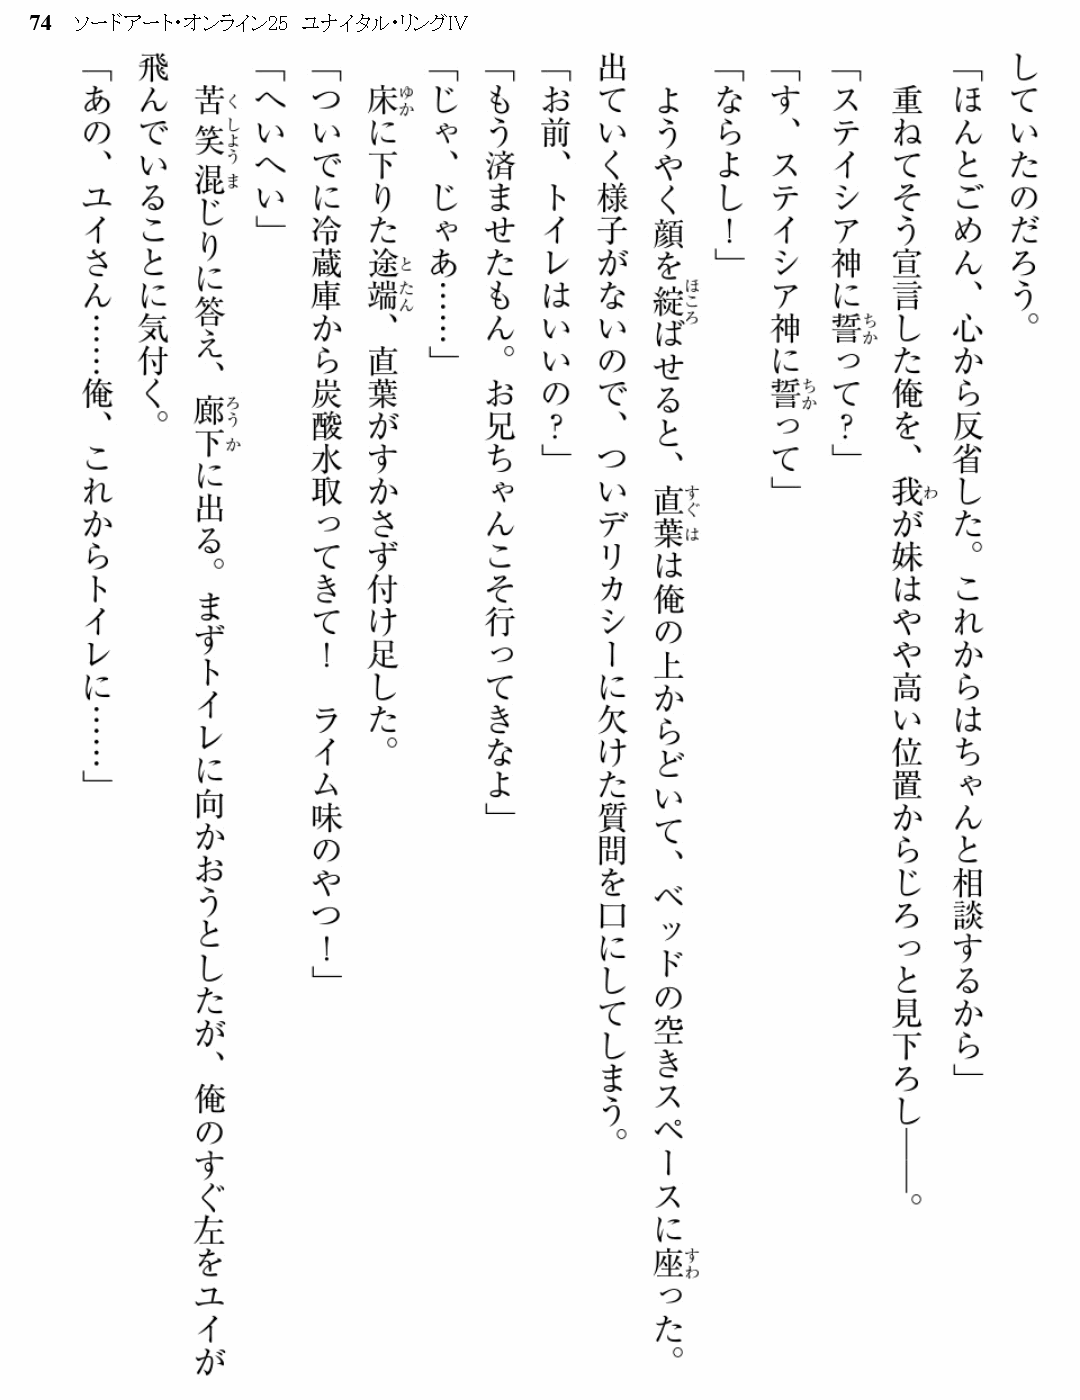 74 ソードアート・オンライン25 ユナイタル・リングⅣ
していたのだろう。
「ほんとごめん、心から反省した。これからはちゃんと相談するから」
重ねてそう宣言した俺を、我が妹はやや高い位置からじろっと見下ろし――。
「ステイシア神に誓って？」
「す、ステイシア神に誓って」
「ならよし！」
ようやく顔を綻ばせると、直葉は俺の上からどいて、ベッドの空きスペースに座った。
出ていく様子がないので、ついデリカシーに欠けた質問を口にしてしまう。
「お前、トイレはいいの？」
「もう済ませたもん。お兄ちゃんこそ行ってきなよ」
「じゃ、じゃあ……」
床に下りた途端、直葉がすかさず付け足した。
「ついでに冷蔵庫から炭酸水取ってきて！　ライム味のやつ！」
「へいへい」
苦笑混じりに答え、廊下に出る。まずトイレに向かおうとしたが、俺のすぐ左をユイが
飛んでいることに気付く。
「あの、ユイさん……俺、これからトイレに……」